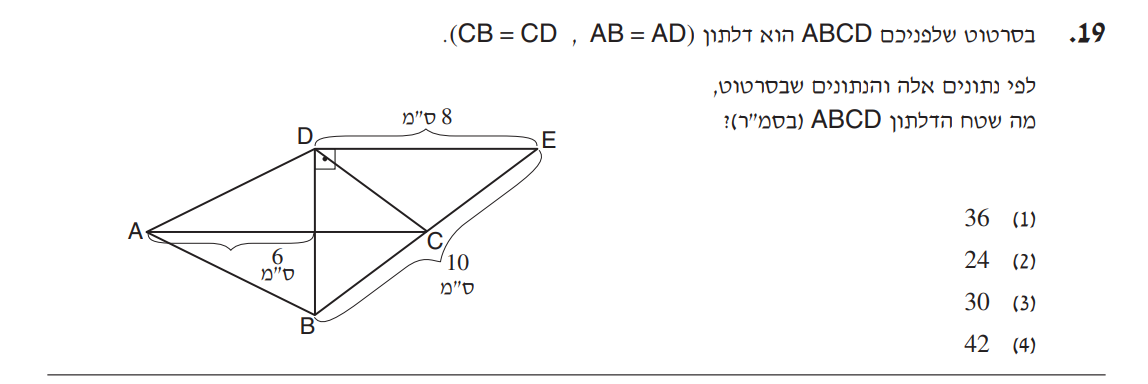 19. בסרטוט שלפניכם ABCD הוא דלתון (CB = CD , AB = AD).
לפי נתונים אלה והנתונים שבסרטוט,
מה שטח הדלתון ABCD (בסמ"ר)?
8 ס"מ
D
E
A
C
6
ס"מ
10
ס"מ
B
(1) 36
(2) 24
(3) 30
(4) 42